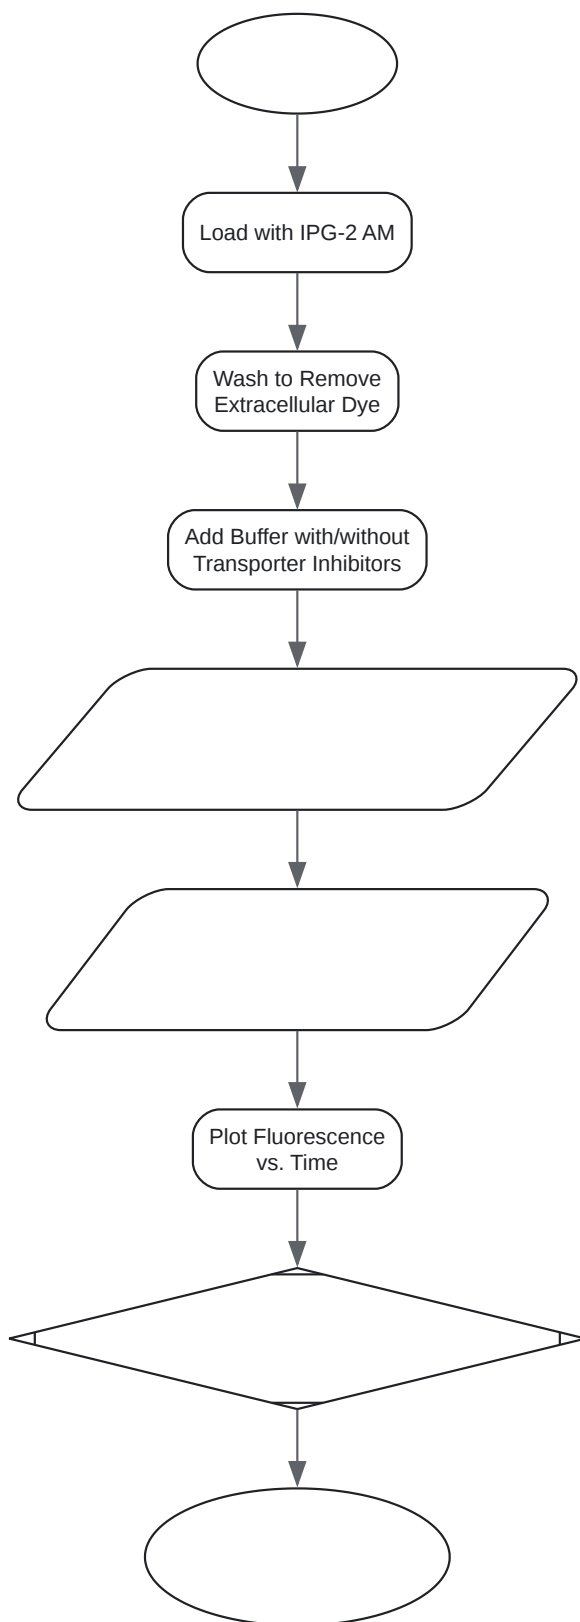 Load with IPG-2 AM
Wash to Remove
Extracellular Dye
Add Buffer with/without
Transporter Inhibitors
Plot Fluorescence
vs. Time